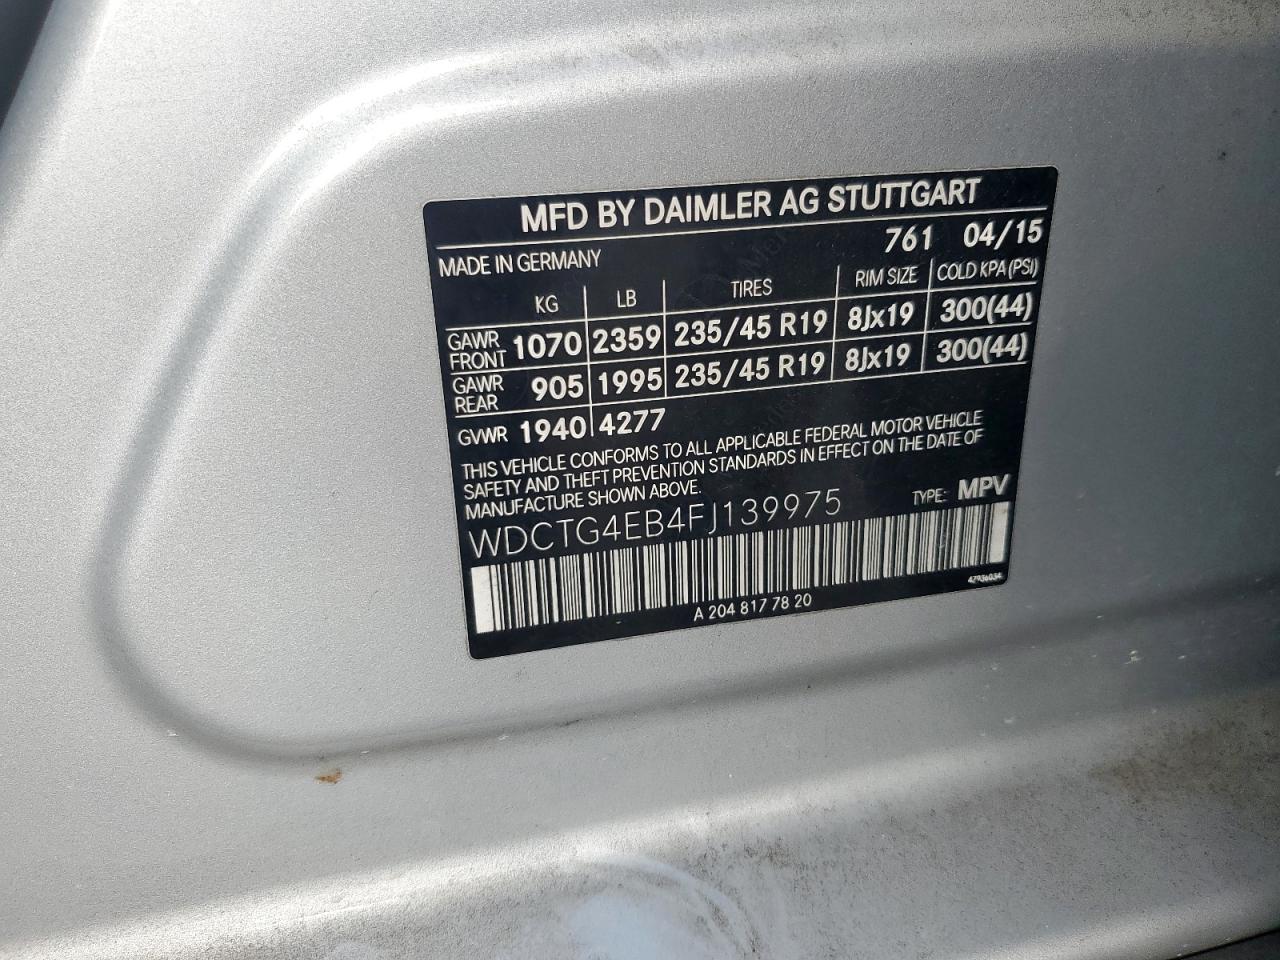 MFD BY DAIMLER AG STUTTGART
761 04/15
MADE IN GERMANY
KG LB TIRES RIM SIZE COLD KPA (PSI)
GAWR FRONT 1070 2359 235/45 R19 8Jx19 300(44)
GAWR REAR 905 1995 235/45 R19 8Jx19 300(44)
GVWR 1940 4277
THIS VEHICLE CONFORMS TO ALL APPLICABLE FEDERAL MOTOR VEHICLE
SAFETY AND THEFT PREVENTION STANDARDS IN EFFECT ON THE DATE OF
MANUFACTURE SHOWN ABOVE.
TYPE: MPV
WDCTG4EB4FJ139975
A 204 817 78 20